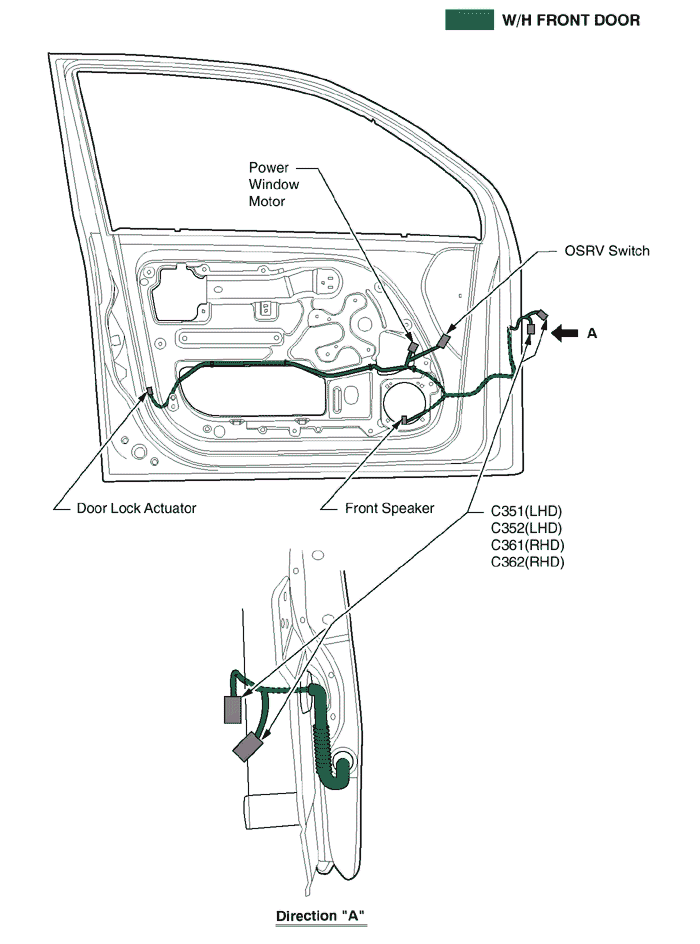 W/H FRONT DOOR
Power
Window
Motor
OSRV Switch
A
Door Lock Actuator
Front Speaker
C351(LHD)
C352(LHD)
C361(RHD)
C362(RHD)
Direction "A"